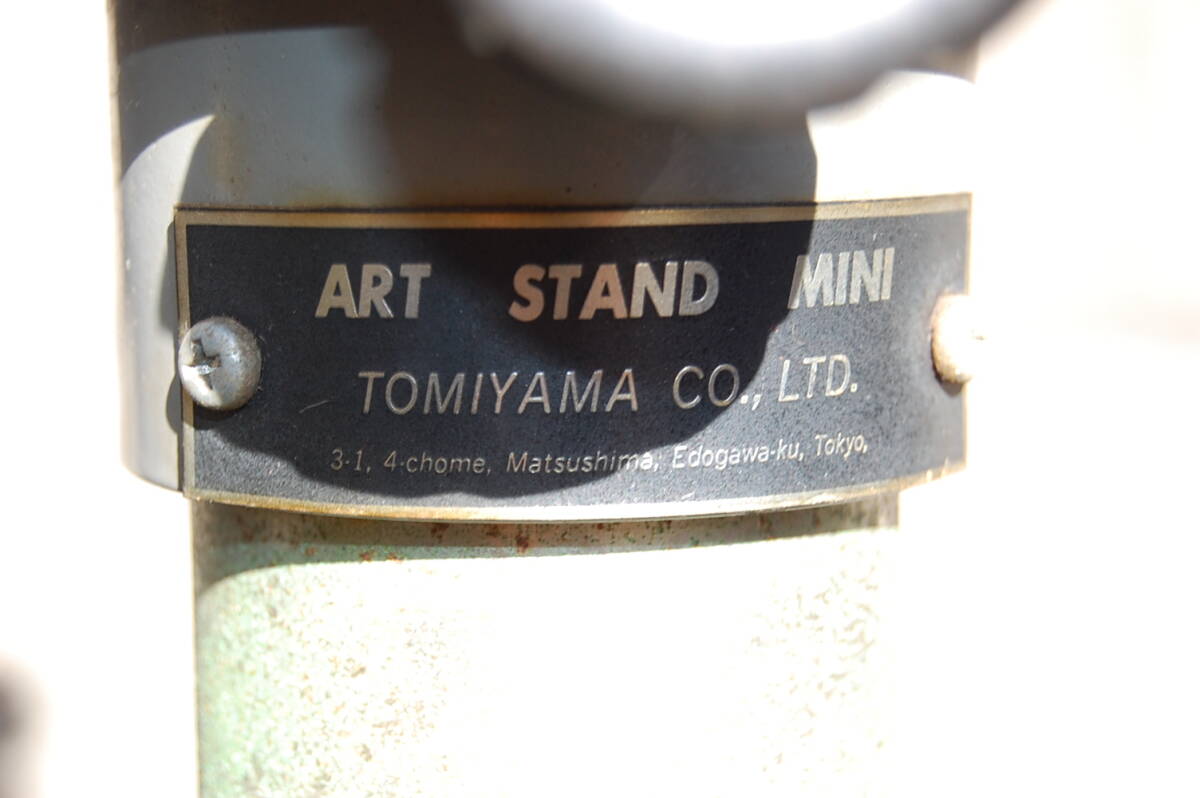 ART STAND MINI
TOMIYAMA CO., LTD.
3-1, 4-chome, Matsushima, Edogawa-ku, Tokyo,